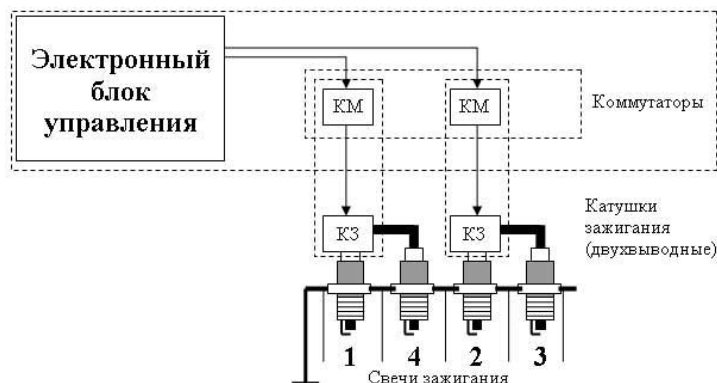 Электронный
блок
управления
КМ
КМ
Коммутаторы
КЗ
КЗ
Катушки
зажигания
(двухвыводные)
1 4 2 3
Свечи зажигания